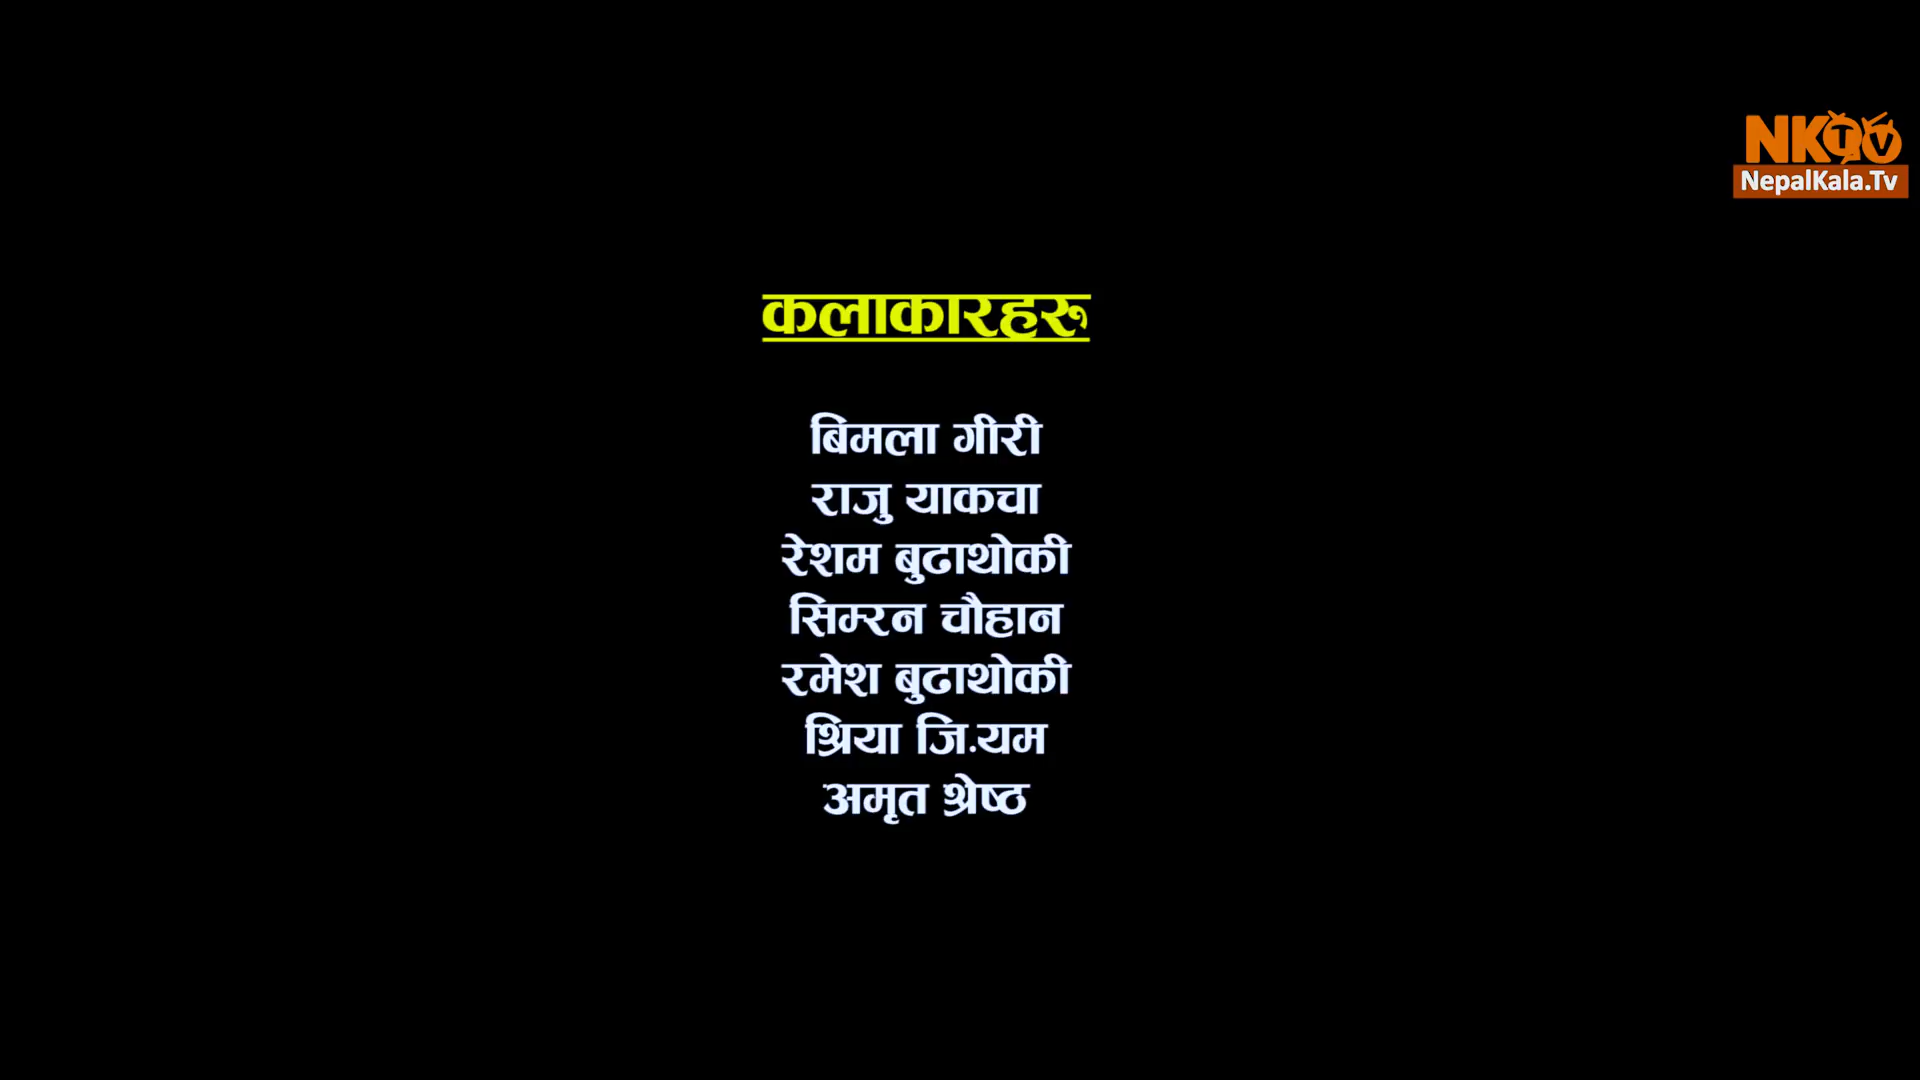 NKTV
NepalKala.Tv
कलाकारहरू
बिमला गीरी
राजु याकचा
रेशम बुढाथोकी
सिम्रन चौहान
रमेश बुढाथोकी
श्रिया जि.यम
अमृत श्रेष्ठ